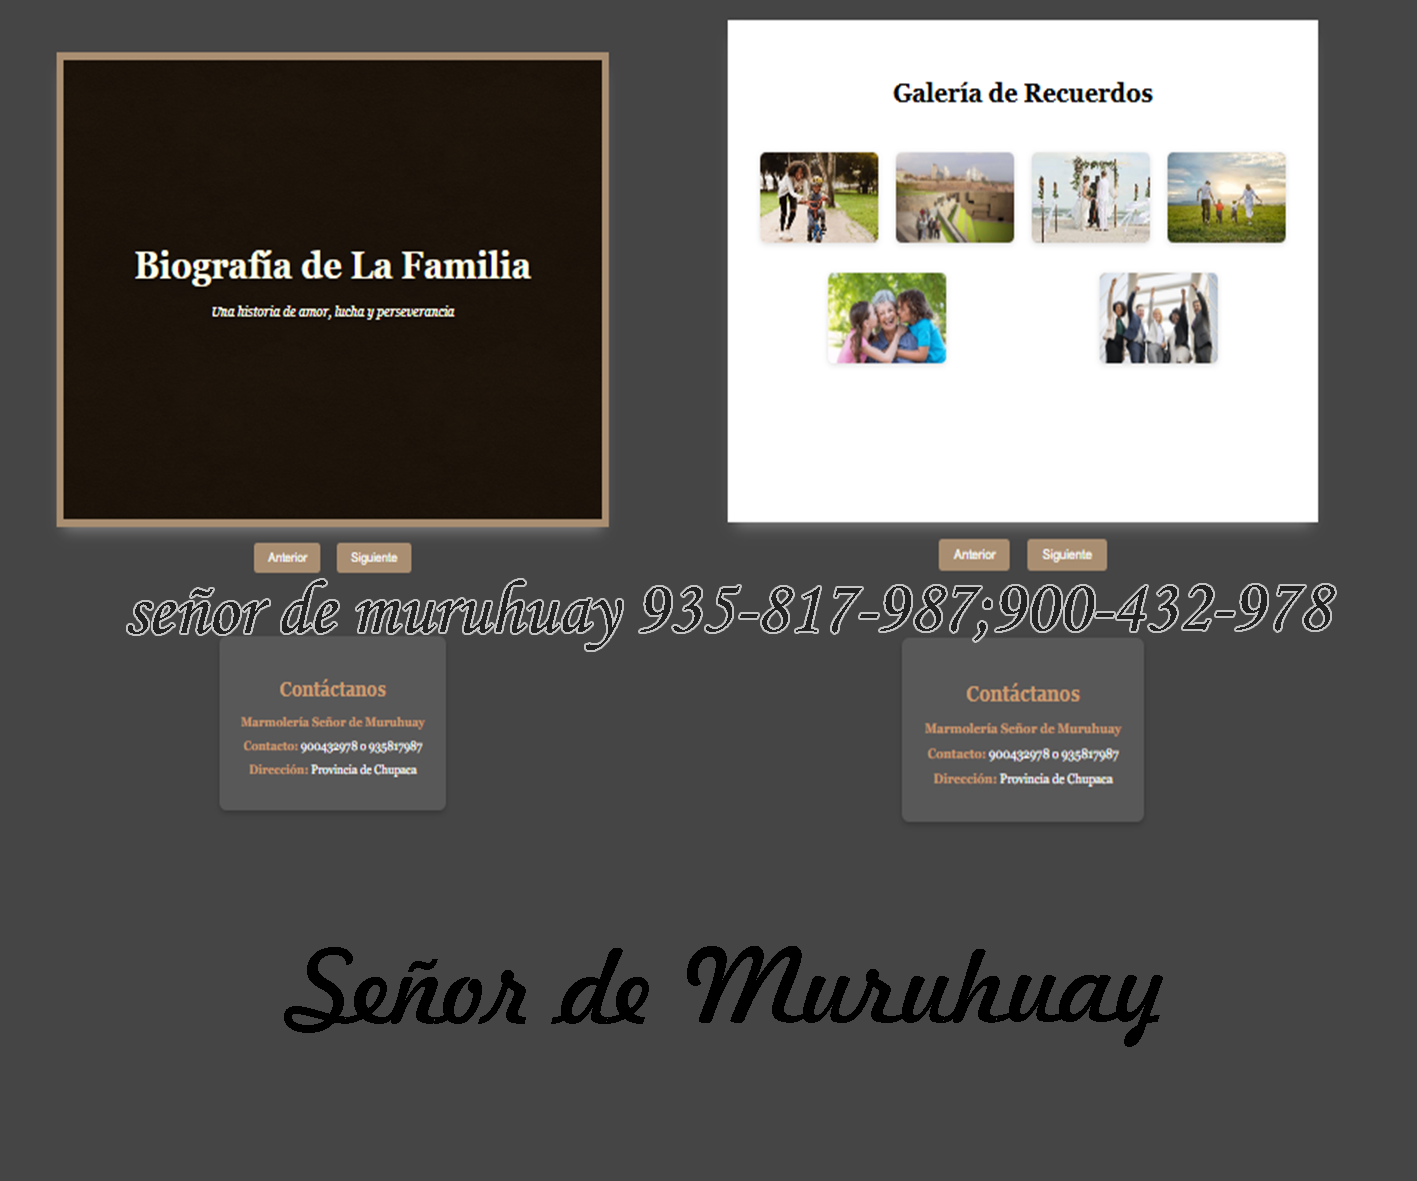 Biografía de La Familia
Una historia de amor, lucha y perseverancia
Anterior
Siguiente
Galería de Recuerdos
Anterior
Siguiente
señor de muruhuay 935-817-987;900-432-978
Contáctanos
Marmolería Señor de Muruhuay
Contacto: 900432978 o 935817987
Dirección: Provincia de Chupaca
Contáctanos
Marmolería Señor de Muruhuay
Contacto: 900432978 o 935817987
Dirección: Provincia de Chupaca
Señor de Muruhuay